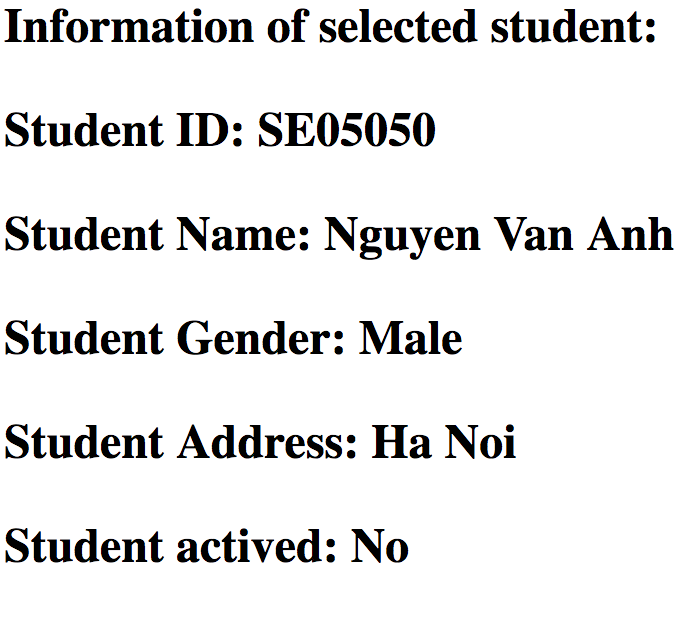 Information of selected student:
Student ID: SE05050
Student Name: Nguyen Van Anh
Student Gender: Male
Student Address: Ha Noi
Student actived: No